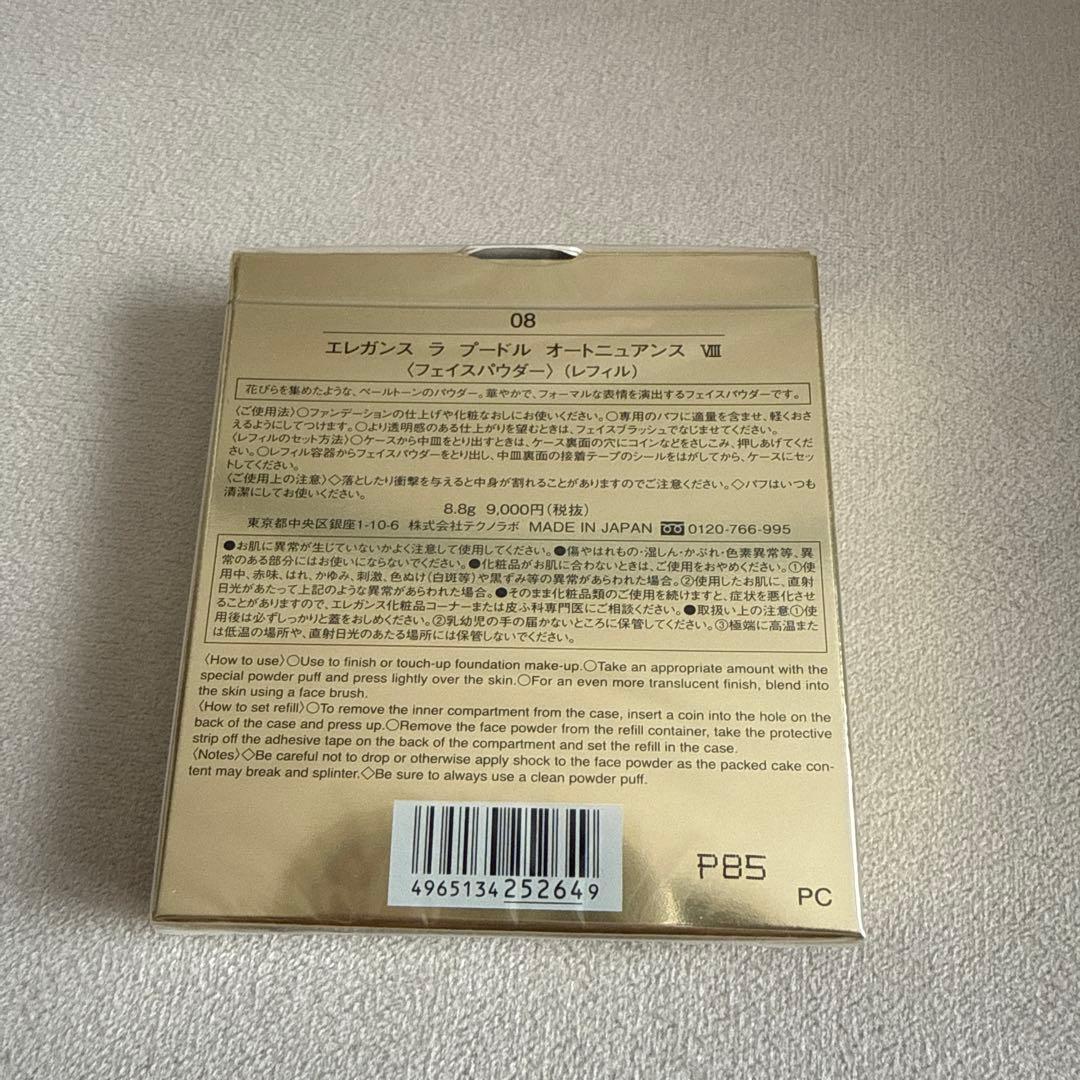 08
エレガンス ラ プードル オートニュアンス Ⅷ
〈フェイスパウダー〉(レフィル)
花びらを集めたような、ペールトーンのパウダー。華やかで、フォーマルな表情を演出するフェイスパウダーです。
〈ご使用法〉○ファンデーションの仕上げや化粧なおしにお使いください。○専用のパフに適量を含ませ、軽くおさ
えるようにしてつけます。○より透明感のある仕上がりを望むときは、フェイスブラッシュでなじませてください。
〈レフィルのセット方法〉○ケースから中皿をとり出すときは、ケース裏面の穴にコインなどをさしこみ、押しあげてくだ
さい。○レフィル容器からフェイスパウダーをとり出し、中皿裏面の接着テープのシールをはがしてから、ケースにセッ
トしてください。
〈ご使用上の注意〉◇落としたり衝撃を与えると中身が割れることがありますのでご注意ください。◇パフはいつも
清潔にしてお使いください。
8.8g 9,000円(税抜)
東京都中央区銀座1-10-6 株式会社テクノラボ MADE IN JAPAN 0120-766-995
●お肌に異常が生じていないかよく注意して使用してください。●傷やはれもの・湿しん・かぶれ・色素異常等、異
常のある部分にはお使いにならないでください。●化粧品がお肌に合わないときは、ご使用をおやめください。①使
用中、赤味、はれ、かゆみ、刺激、色ぬけ(白斑等)や黒ずみ等の異常があらわれた場合。②使用したお肌に、直射
日光があたって上記のような異常があらわれた場合。●そのまま化粧品類のご使用を続けますと、症状を悪化させ
ることがありますので、エレガンス化粧品コーナーまたは皮ふ科専門医にご相談ください。●取扱い上の注意①使
用後は必ずしっかりと蓋をおしめください。②乳幼児の手の届かないところに保管してください。③極端に高温また
は低温の場所や、直射日光のあたる場所には保管しないでください。
〈How to use〉○Use to finish or touch-up foundation make-up.○Take an appropriate amount with the
special powder puff and press lightly over the skin.○For an even more translucent finish, blend into
the skin using a face brush.
〈How to set refill〉○To remove the inner compartment from the case, insert a coin into the hole on the
back of the case and press up.○Remove the face powder from the refill container, take the protective
strip off the adhesive tape on the back of the compartment and set the refill in the case.
〈Notes〉◇Be careful not to drop or otherwise apply shock to the face powder as the packed cake con-
tent may break and splinter.◇Be sure to always use a clean powder puff.
4965134252649
P85
PC